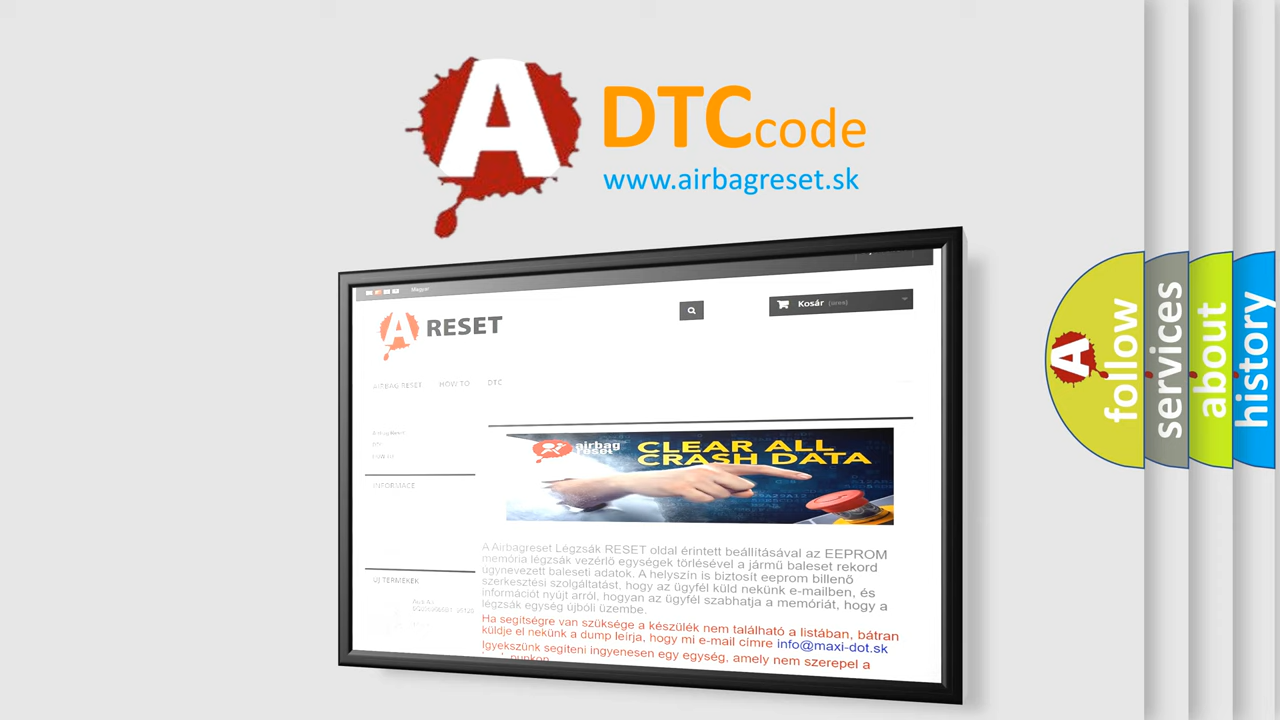 A DTCcode
www.airbagreset.sk
Magyar
Kosár (üres)
A RESET
AIRBAG RESET HOW TO DTC
airbag reset
CLEAR ALL
CRASH DATA
INFORMACE
ÚJ TERMÉKEK
A Airbagreset Légzsák RESET oldal érintett beállításával az EEPROM
memória légzsák vezérlő egységek törlésével a jármű baleset rekord
úgynevezett baleseti adatok. A helyszín is biztosít eeprom billenő
szerkesztési szolgáltatást, hogy az ügyfél küld nekünk e-mailben, és
információt nyújt arról, hogyan az ügyfél szabhatja a memóriát, hogy a
légzsák egység újbóli üzembe.
Ha segítségre van szüksége a készülék nem található a listában, bátran
küldje el nekünk a dump leírja, hogy mi e-mail címre info@maxi-dot.sk
Igyekszünk segíteni ingyenesen egy egység, amely nem szerepel a
A follow
services
about
history